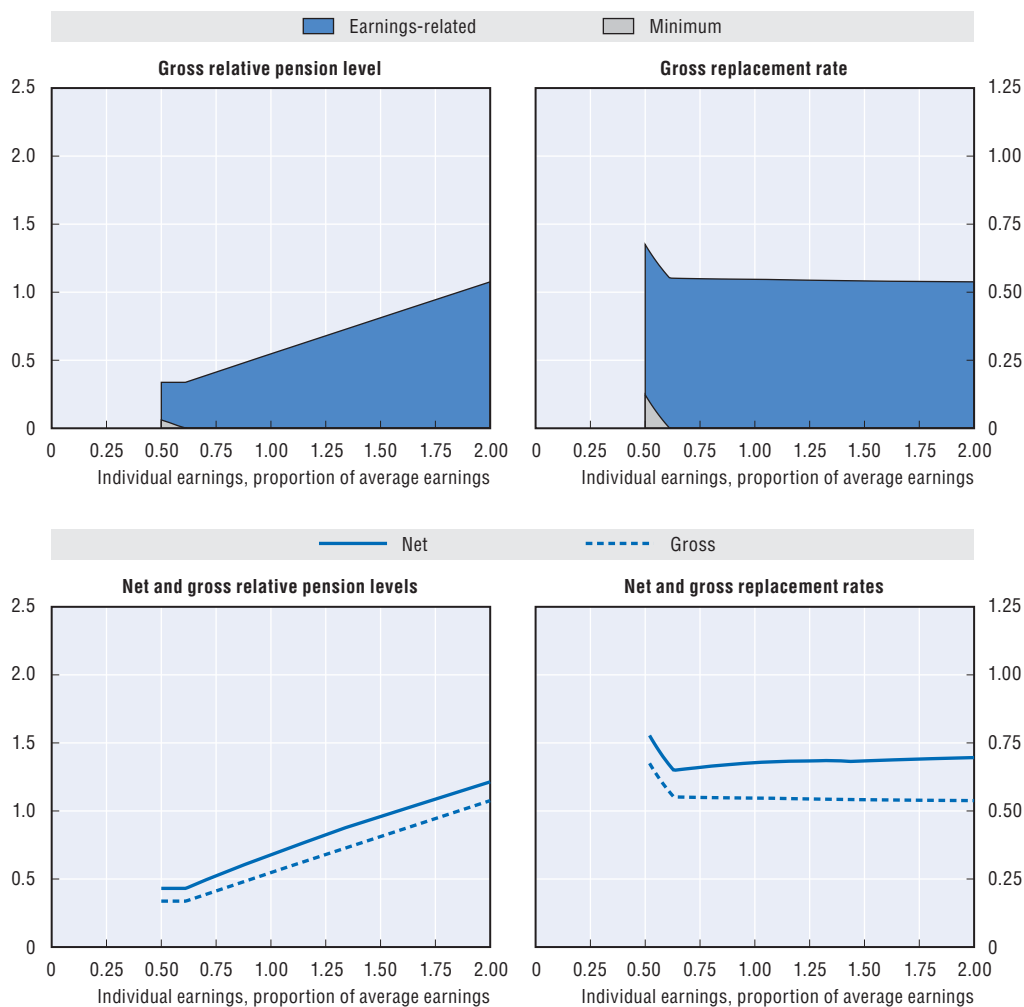 Earnings-related Minimum
Gross relative pension level
2.5
2.0
1.5
1.0
0.5
0
0 0.25 0.50 0.75 1.00 1.25 1.50 1.75 2.00
Individual earnings, proportion of average earnings
Gross replacement rate
1.25
1.00
0.75
0.50
0.25
0
0 0.25 0.50 0.75 1.00 1.25 1.50 1.75 2.00
Individual earnings, proportion of average earnings
Net Gross
Net and gross relative pension levels
2.5
2.0
1.5
1.0
0.5
0
0 0.25 0.50 0.75 1.00 1.25 1.50 1.75 2.00
Individual earnings, proportion of average earnings
Net and gross replacement rates
1.25
1.00
0.75
0.50
0.25
0
0 0.25 0.50 0.75 1.00 1.25 1.50 1.75 2.00
Individual earnings, proportion of average earnings